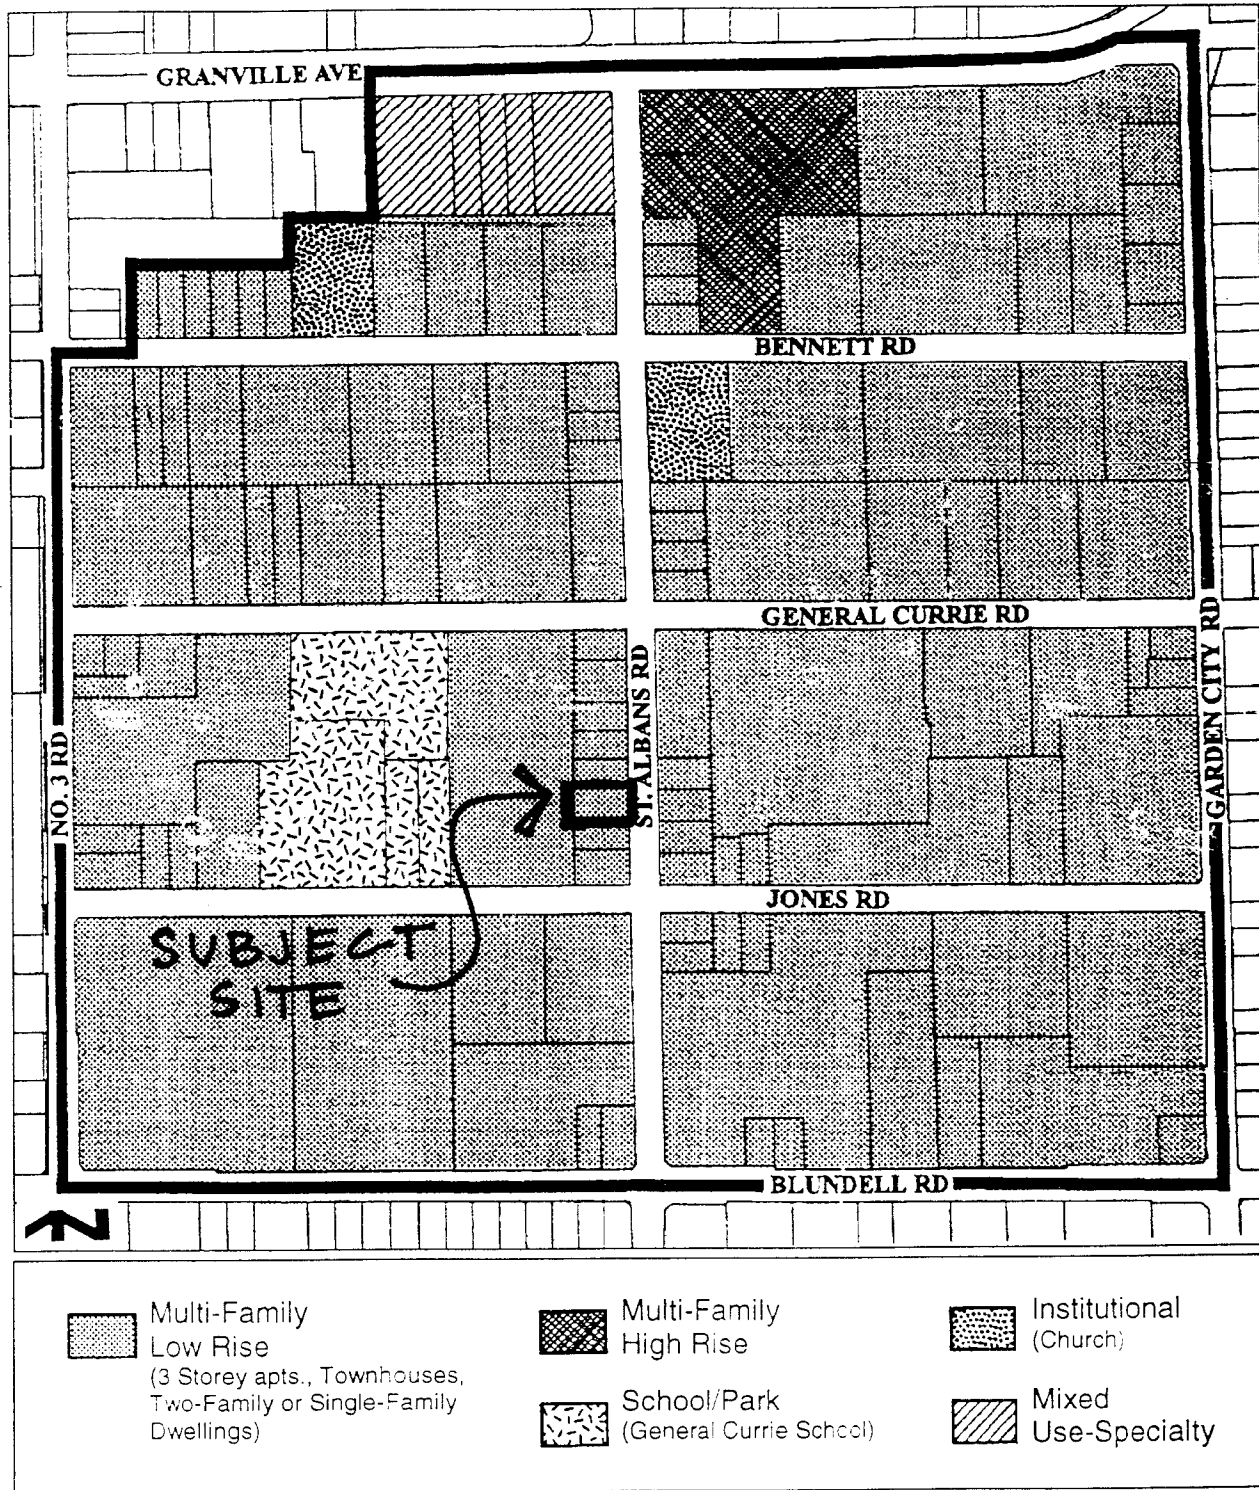 GRANVILLE AVE
BENNETT RD
GENERAL CURRIE RD
ST. ALBANS RD
GARDEN CITY RD
NO. 3 RD
JONES RD
SUBJECT
SITE
BLUNDELL RD
N
Multi-Family
Low Rise
(3 Storey apts., Townhouses,
Two-Family or Single-Family
Dwellings)
Multi-Family
High Rise
School/Park
(General Currie School)
Institutional
(Church)
Mixed
Use-Specialty